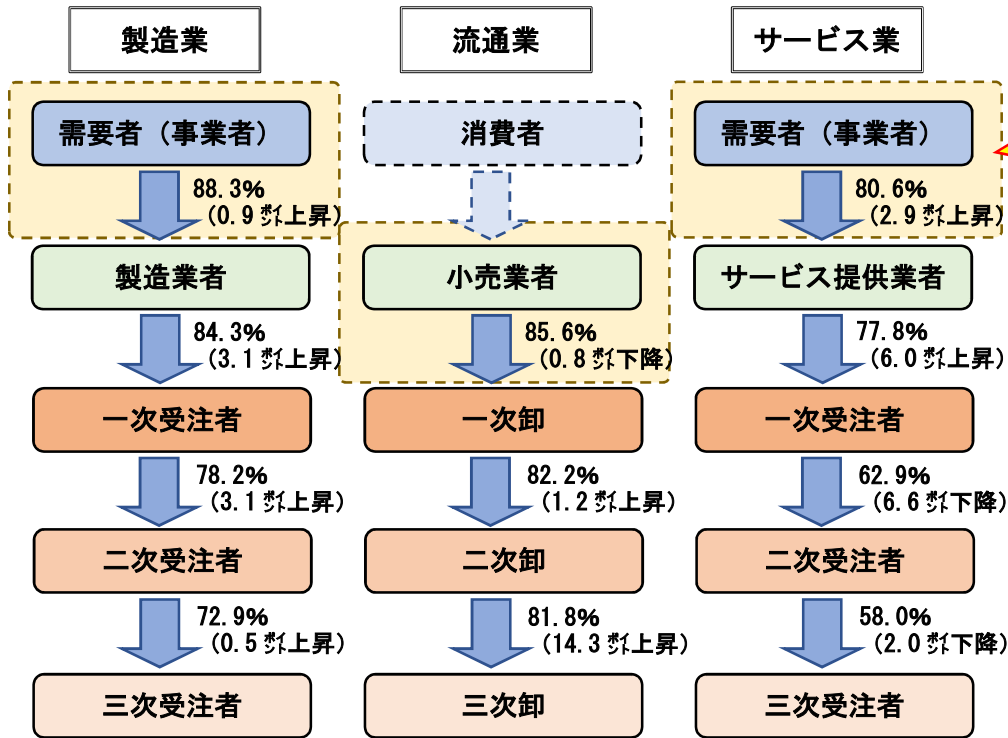 製造業
需要者（事業者）
88.3%
（0.9㌽上昇）
製造業者
84.3%
（3.1㌽上昇）
一次受注者
78.2%
（3.1㌽上昇）
二次受注者
72.9%
（0.5㌽上昇）
三次受注者
流通業
消費者
小売業者
85.6%
（0.8㌽下降）
一次卸
82.2%
（1.2㌽上昇）
二次卸
81.8%
（14.3㌽上昇）
三次卸
サービス業
需要者（事業者）
80.6%
（2.9㌽上昇）
サービス提供業者
77.8%
（6.0㌽上昇）
一次受注者
62.9%
（6.6㌽下降）
二次受注者
58.0%
（2.0㌽下降）
三次受注者